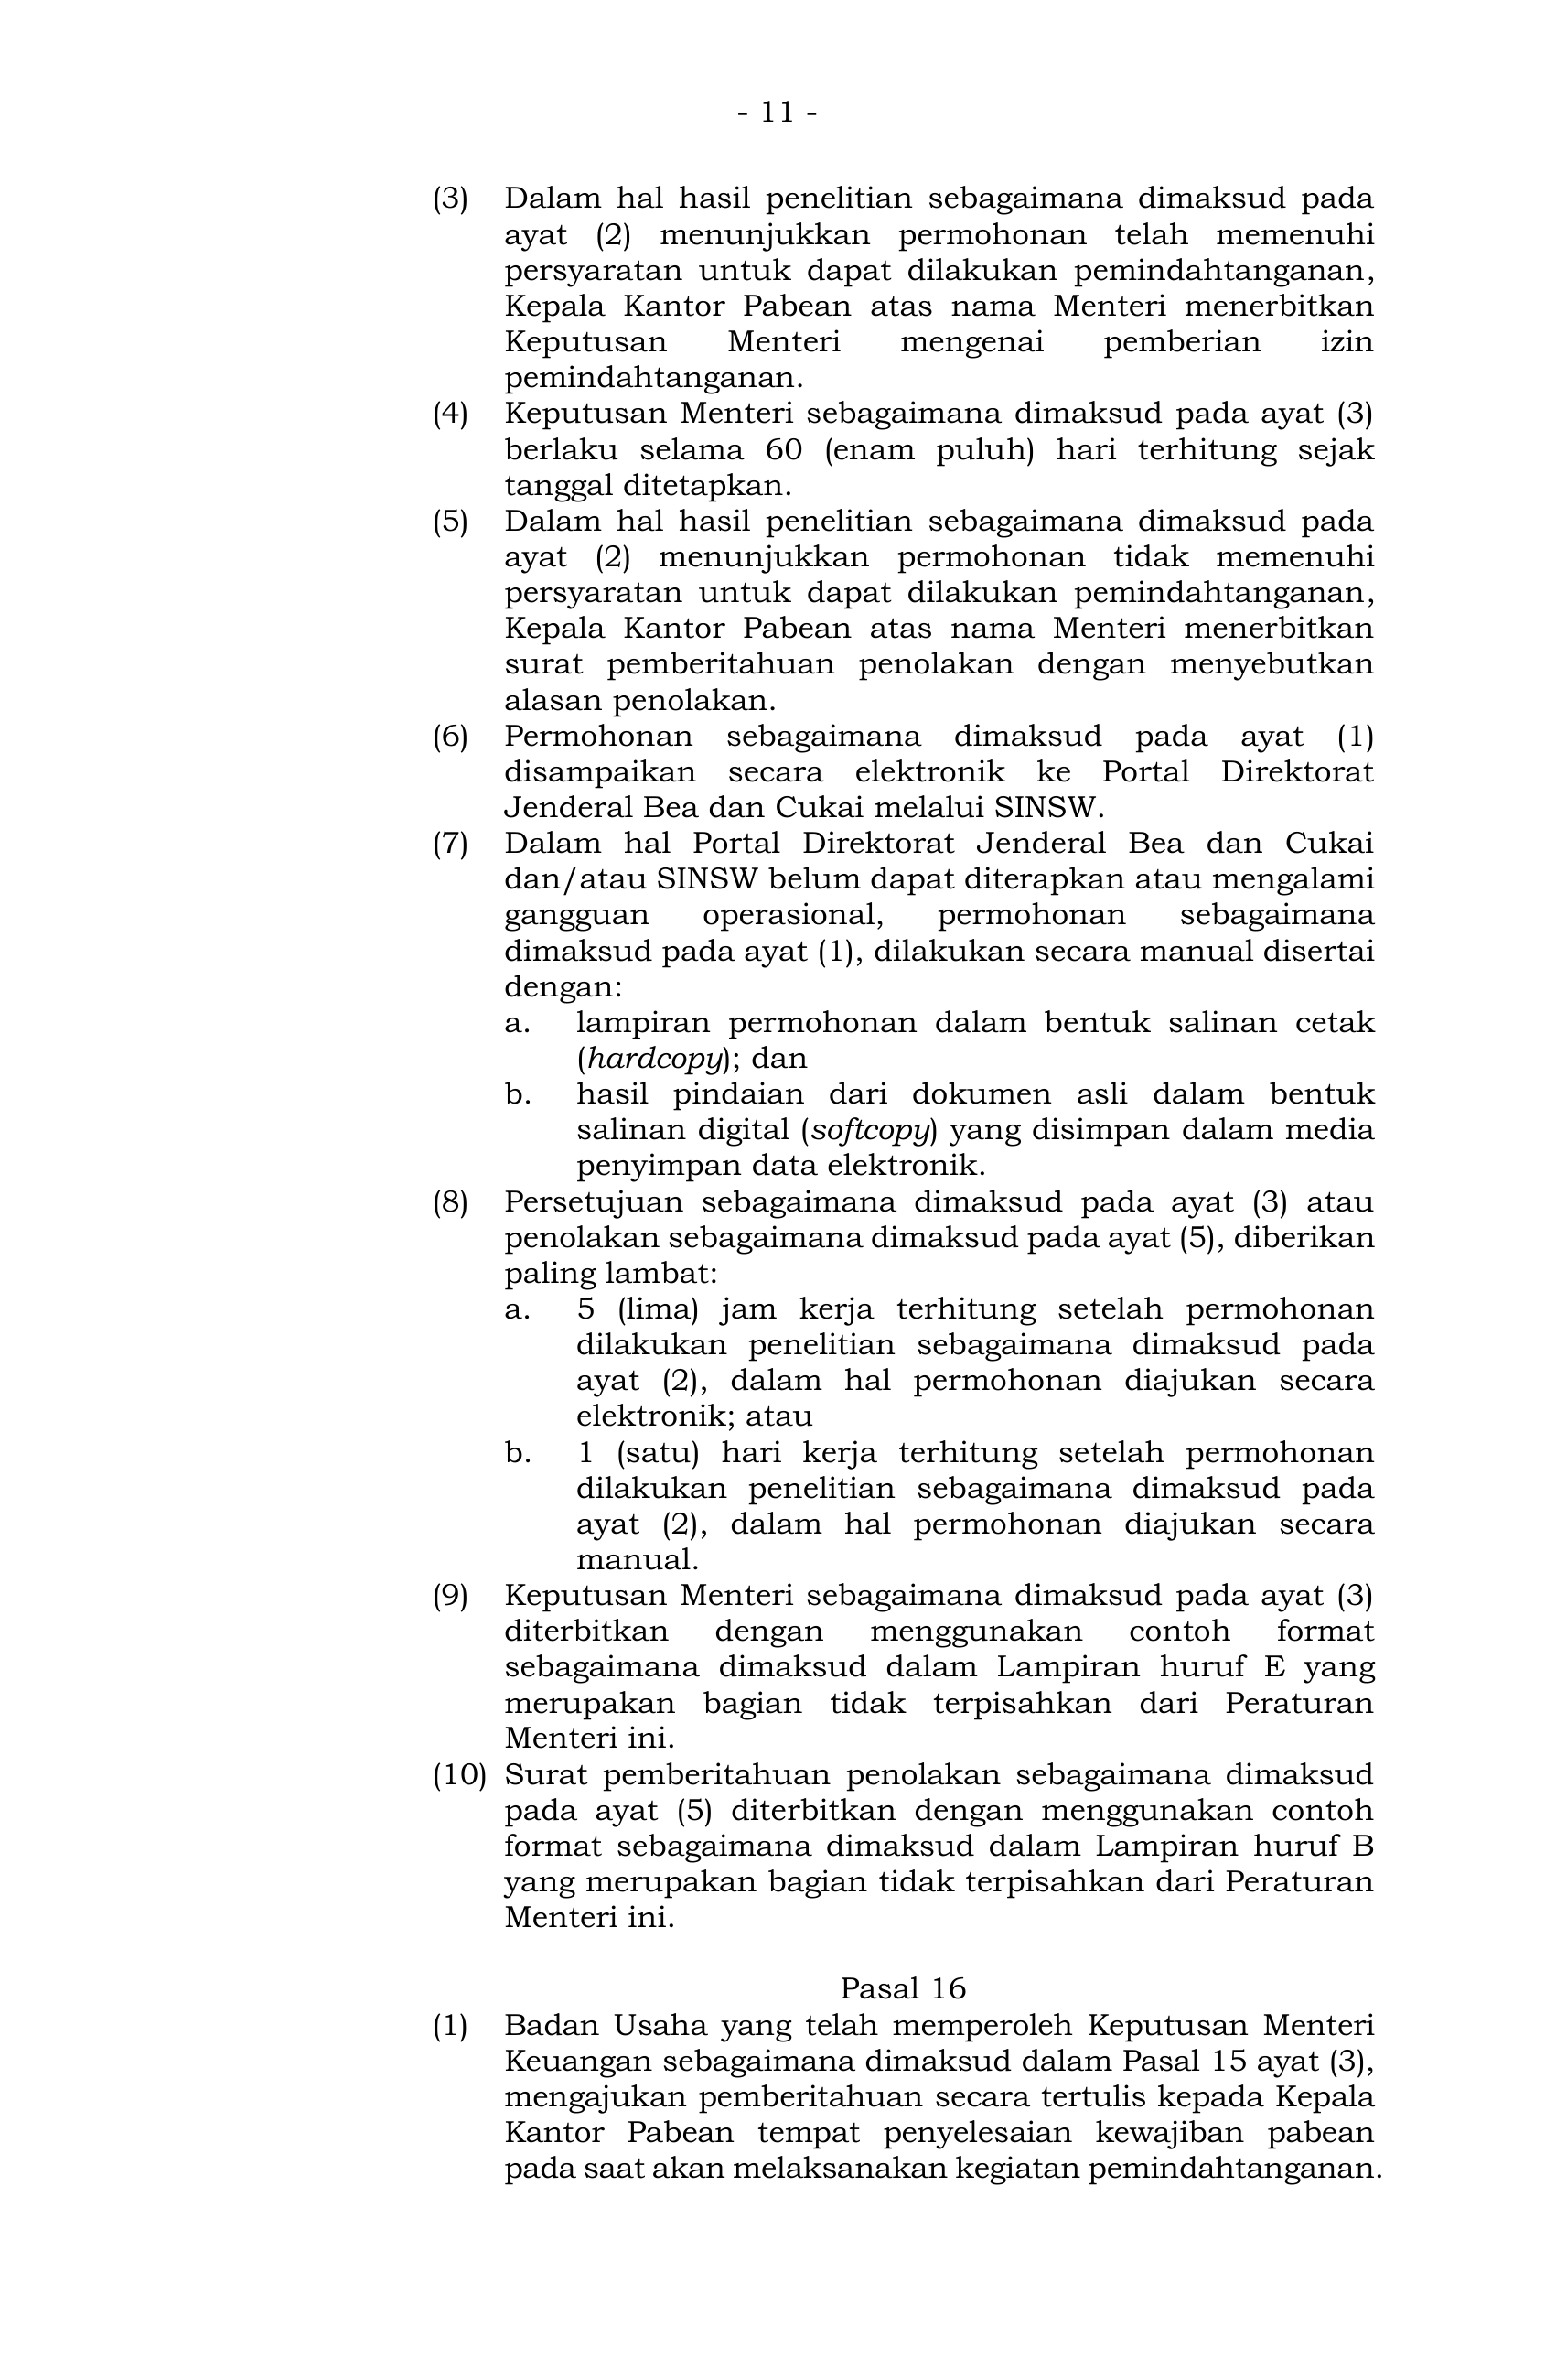 - 11 -
(3) Dalam hal hasil penelitian sebagaimana dimaksud pada
ayat (2) menunjukkan permohonan telah memenuhi
persyaratan untuk dapat dilakukan pemindahtanganan,
Kepala Kantor Pabean atas nama Menteri menerbitkan
Keputusan Menteri mengenai pemberian izin
pemindahtanganan.
(4) Keputusan Menteri sebagaimana dimaksud pada ayat (3)
berlaku selama 60 (enam puluh) hari terhitung sejak
tanggal ditetapkan.
(5) Dalam hal hasil penelitian sebagaimana dimaksud pada
ayat (2) menunjukkan permohonan tidak memenuhi
persyaratan untuk dapat dilakukan pemindahtanganan,
Kepala Kantor Pabean atas nama Menteri menerbitkan
surat pemberitahuan penolakan dengan menyebutkan
alasan penolakan.
(6) Permohonan sebagaimana dimaksud pada ayat (1)
disampaikan secara elektronik ke Portal Direktorat
Jenderal Bea dan Cukai melalui SINSW.
(7) Dalam hal Portal Direktorat Jenderal Bea dan Cukai
dan/atau SINSW belum dapat diterapkan atau mengalami
gangguan operasional, permohonan sebagaimana
dimaksud pada ayat (1), dilakukan secara manual disertai
dengan:
a. lampiran permohonan dalam bentuk salinan cetak
(hardcopy); dan
b. hasil pindaian dari dokumen asli dalam bentuk
salinan digital (softcopy) yang disimpan dalam media
penyimpan data elektronik.
(8) Persetujuan sebagaimana dimaksud pada ayat (3) atau
penolakan sebagaimana dimaksud pada ayat (5), diberikan
paling lambat:
a. 5 (lima) jam kerja terhitung setelah permohonan
dilakukan penelitian sebagaimana dimaksud pada
ayat (2), dalam hal permohonan diajukan secara
elektronik; atau
b. 1 (satu) hari kerja terhitung setelah permohonan
dilakukan penelitian sebagaimana dimaksud pada
ayat (2), dalam hal permohonan diajukan secara
manual.
(9) Keputusan Menteri sebagaimana dimaksud pada ayat (3)
diterbitkan dengan menggunakan contoh format
sebagaimana dimaksud dalam Lampiran huruf E yang
merupakan bagian tidak terpisahkan dari Peraturan
Menteri ini.
(10) Surat pemberitahuan penolakan sebagaimana dimaksud
pada ayat (5) diterbitkan dengan menggunakan contoh
format sebagaimana dimaksud dalam Lampiran huruf B
yang merupakan bagian tidak terpisahkan dari Peraturan
Menteri ini.
Pasal 16
(1) Badan Usaha yang telah memperoleh Keputusan Menteri
Keuangan sebagaimana dimaksud dalam Pasal 15 ayat (3),
mengajukan pemberitahuan secara tertulis kepada Kepala
Kantor Pabean tempat penyelesaian kewajiban pabean
pada saat akan melaksanakan kegiatan pemindahtanganan.